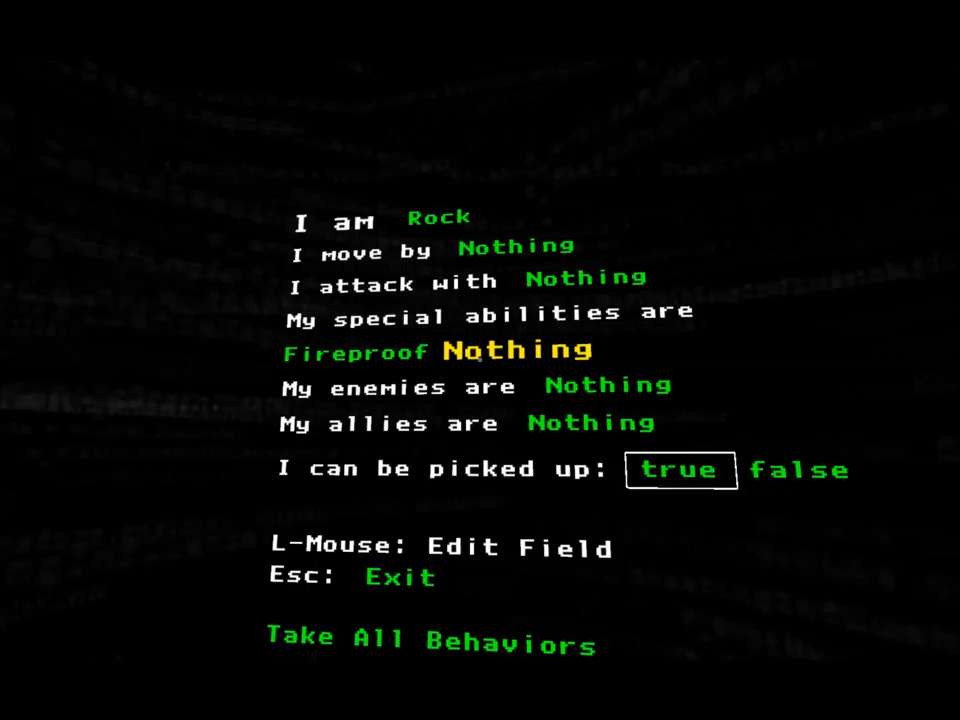 I am Rock
I move by Nothing
I attack with Nothing
My special abilities are
Fireproof Nothing
My enemies are Nothing
My allies are Nothing
I can be picked up: true false
L-Mouse: Edit Field
Esc: Exit
Take All Behaviors